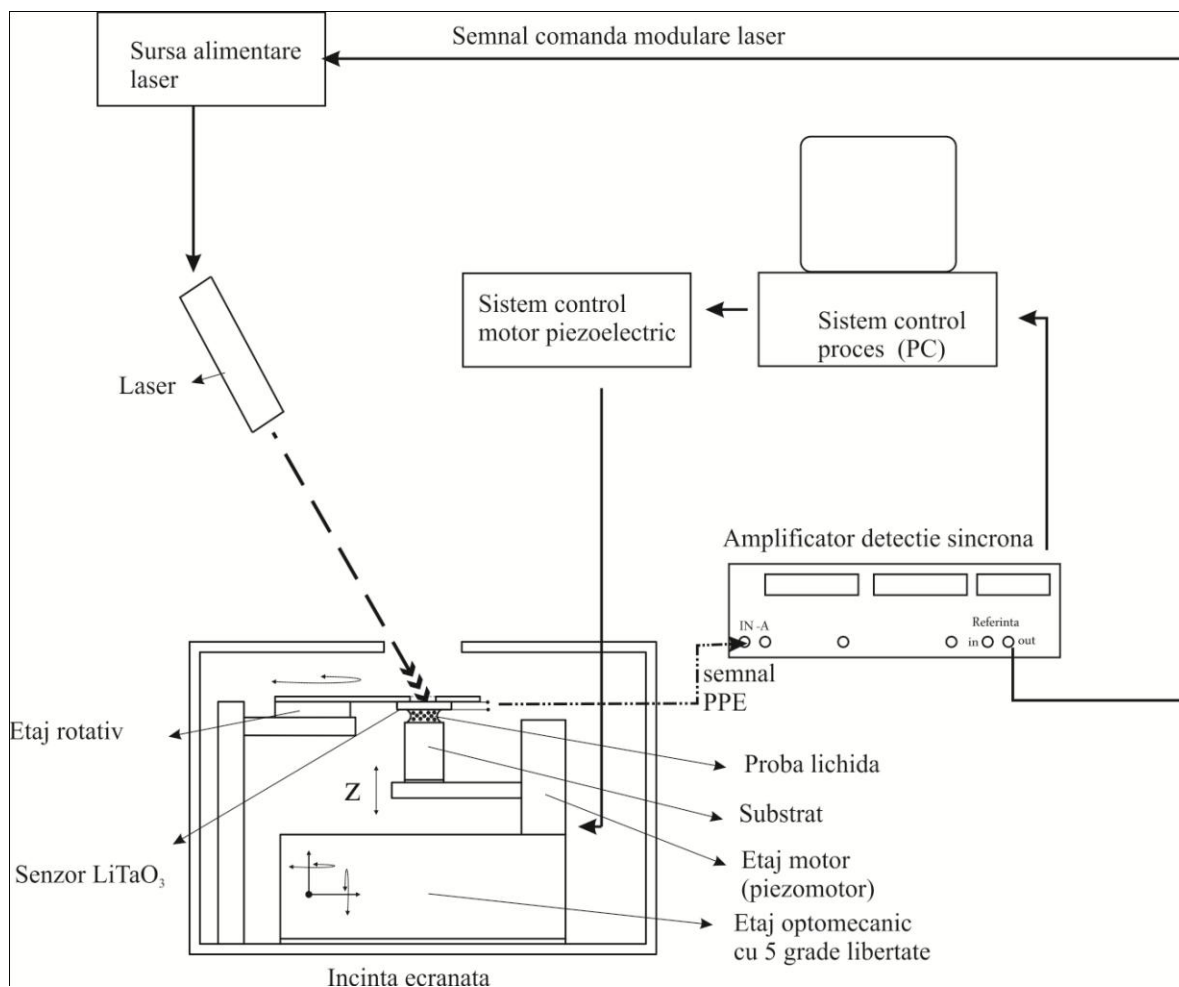 Sursa alimentare
laser
Semnal comanda modulare laser
Sistem control
motor piezoelectric
Sistem control
proces (PC)
Laser
Amplificator detectie sincrona
IN -A
Referinta
in
out
semnal
PPE
Etaj rotativ
Z
Proba lichida
Substrat
Senzor LiTaO₃
Etaj motor
(piezomotor)
Etaj optomecanic
cu 5 grade libertate
Incinta ecranata